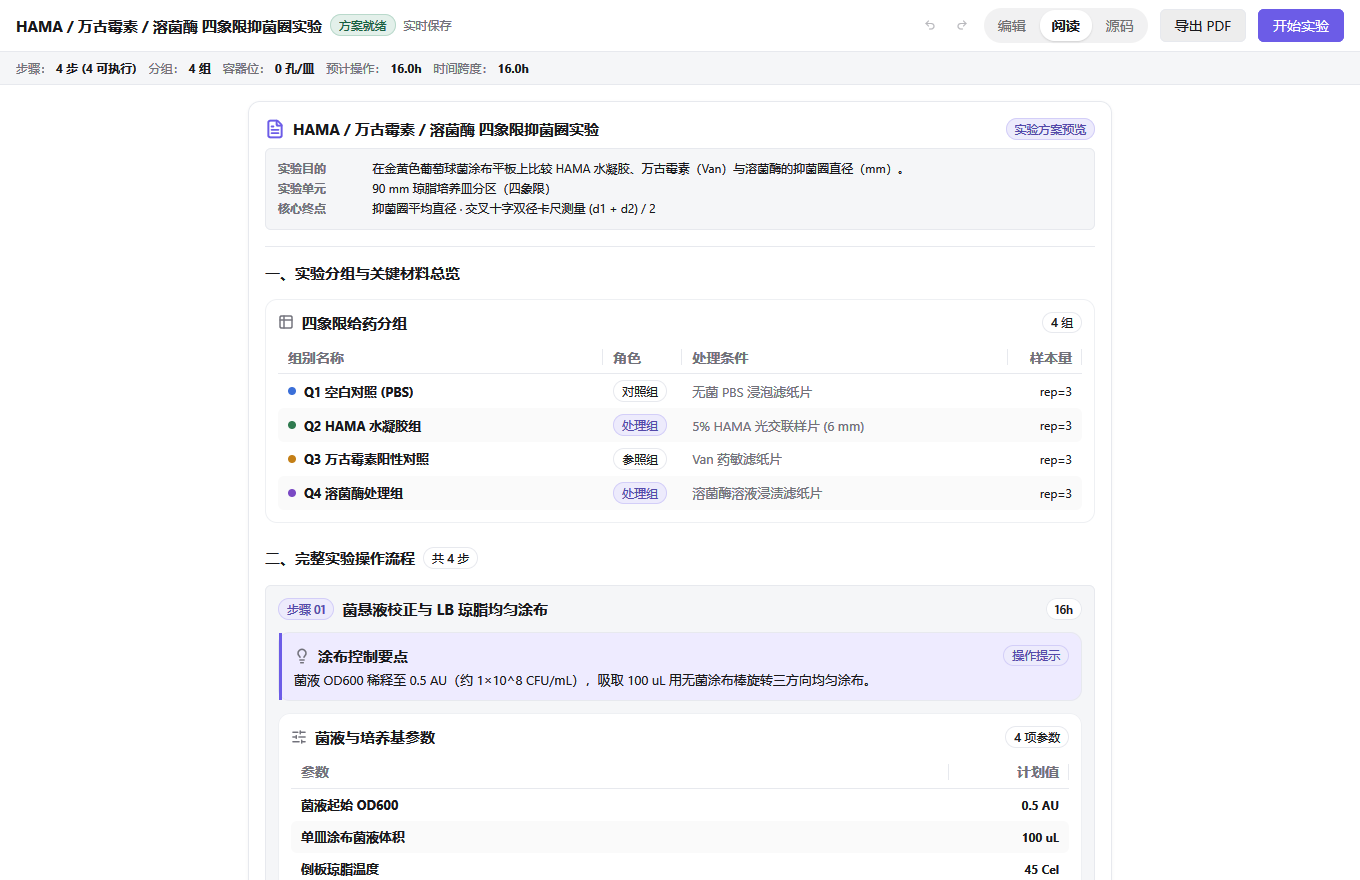 HAMA / 万古霉素 / 溶菌酶 四象限抑菌圈实验 方案就绪 实时保存 编辑 阅读 源码 导出 PDF 开始实验
步骤： 4 步 (4 可执行) 分组： 4 组 容器位： 0 孔/皿 预计操作： 16.0h 时间跨度： 16.0h
HAMA / 万古霉素 / 溶菌酶 四象限抑菌圈实验 实验方案预览
实验目的 在金黄色葡萄球菌涂布平板上比较 HAMA 水凝胶、万古霉素（Van）与溶菌酶的抑菌圈直径（mm）。
实验单元 90 mm 琼脂培养皿分区（四象限）
核心终点 抑菌圈平均直径 · 交叉十字双径卡尺测量 (d1 + d2) / 2
一、实验分组与关键材料总览
四象限给药分组 4 组
组别名称 角色 处理条件 样本量
Q1 空白对照 (PBS) 对照组 无菌 PBS 浸泡滤纸片 rep=3
Q2 HAMA 水凝胶组 处理组 5% HAMA 光交联样片 (6 mm) rep=3
Q3 万古霉素阳性对照 参照组 Van 药敏滤纸片 rep=3
Q4 溶菌酶处理组 处理组 溶菌酶溶液浸渍滤纸片 rep=3
二、完整实验操作流程 共 4 步
步骤 01 菌悬液校正与 LB 琼脂均匀涂布 16h
涂布控制要点 操作提示
菌液 OD600 稀释至 0.5 AU（约 1×10^8 CFU/mL），吸取 100 uL 用无菌涂布棒旋转三方向均匀涂布。
菌液与培养基参数 4 项参数
参数 计划值
菌液起始 OD600 0.5 AU
单皿涂布菌液体积 100 uL
倒板琼脂温度 45 Cel